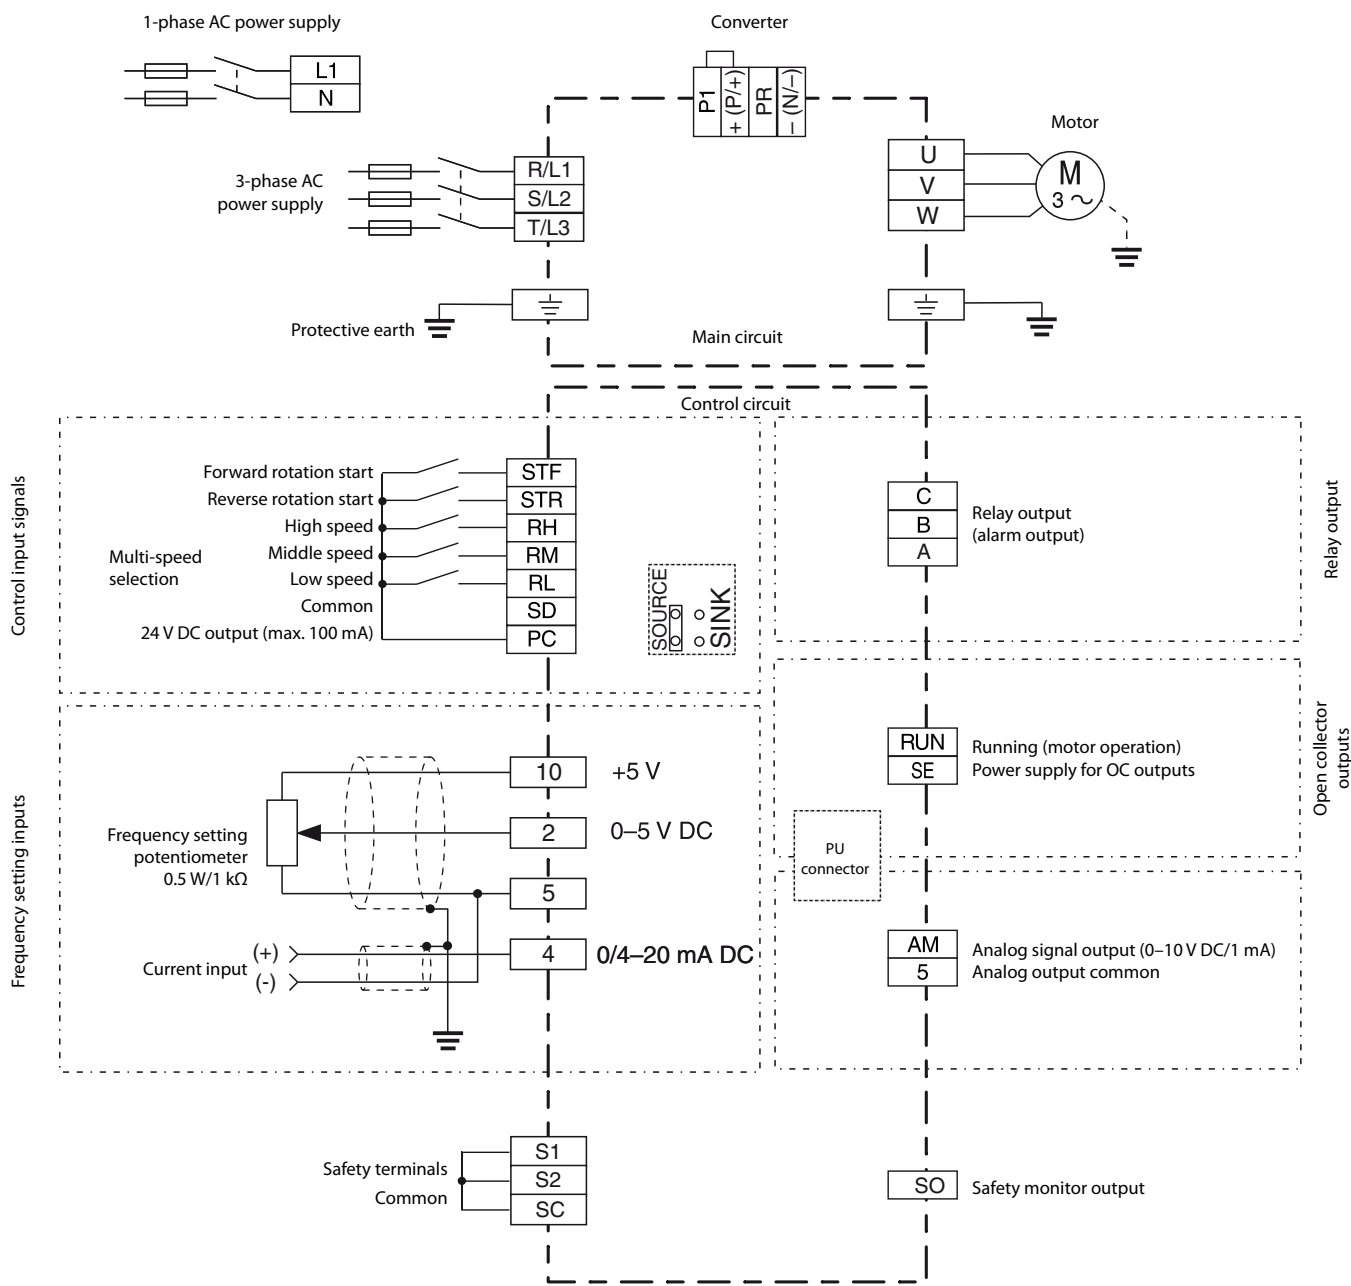 1-phase AC power supply
L1
N
Converter
P1
+ (P/+)
PR
– (N/–)
3-phase AC
power supply
R/L1
S/L2
T/L3
U
V
W
Motor
M
3 ~
Protective earth
Main circuit
Control circuit
Control input signals
Forward rotation start
Reverse rotation start
High speed
Middle speed
Low speed
Common
24 V DC output (max. 100 mA)
Multi-speed
selection
STF
STR
RH
RM
RL
SD
PC
SOURCE
SINK
C
B
A
Relay output
(alarm output)
Relay output
RUN
SE
Running (motor operation)
Power supply for OC outputs
Open collector
outputs
PU
connector
Frequency setting inputs
Frequency setting
potentiometer
0.5 W/1 kΩ
10
+5 V
2
0–5 V DC
5
4
0/4–20 mA DC
Current input
(+)
(-)
AM
5
Analog signal output (0–10 V DC/1 mA)
Analog output common
Safety terminals
Common
S1
S2
SC
SO
Safety monitor output